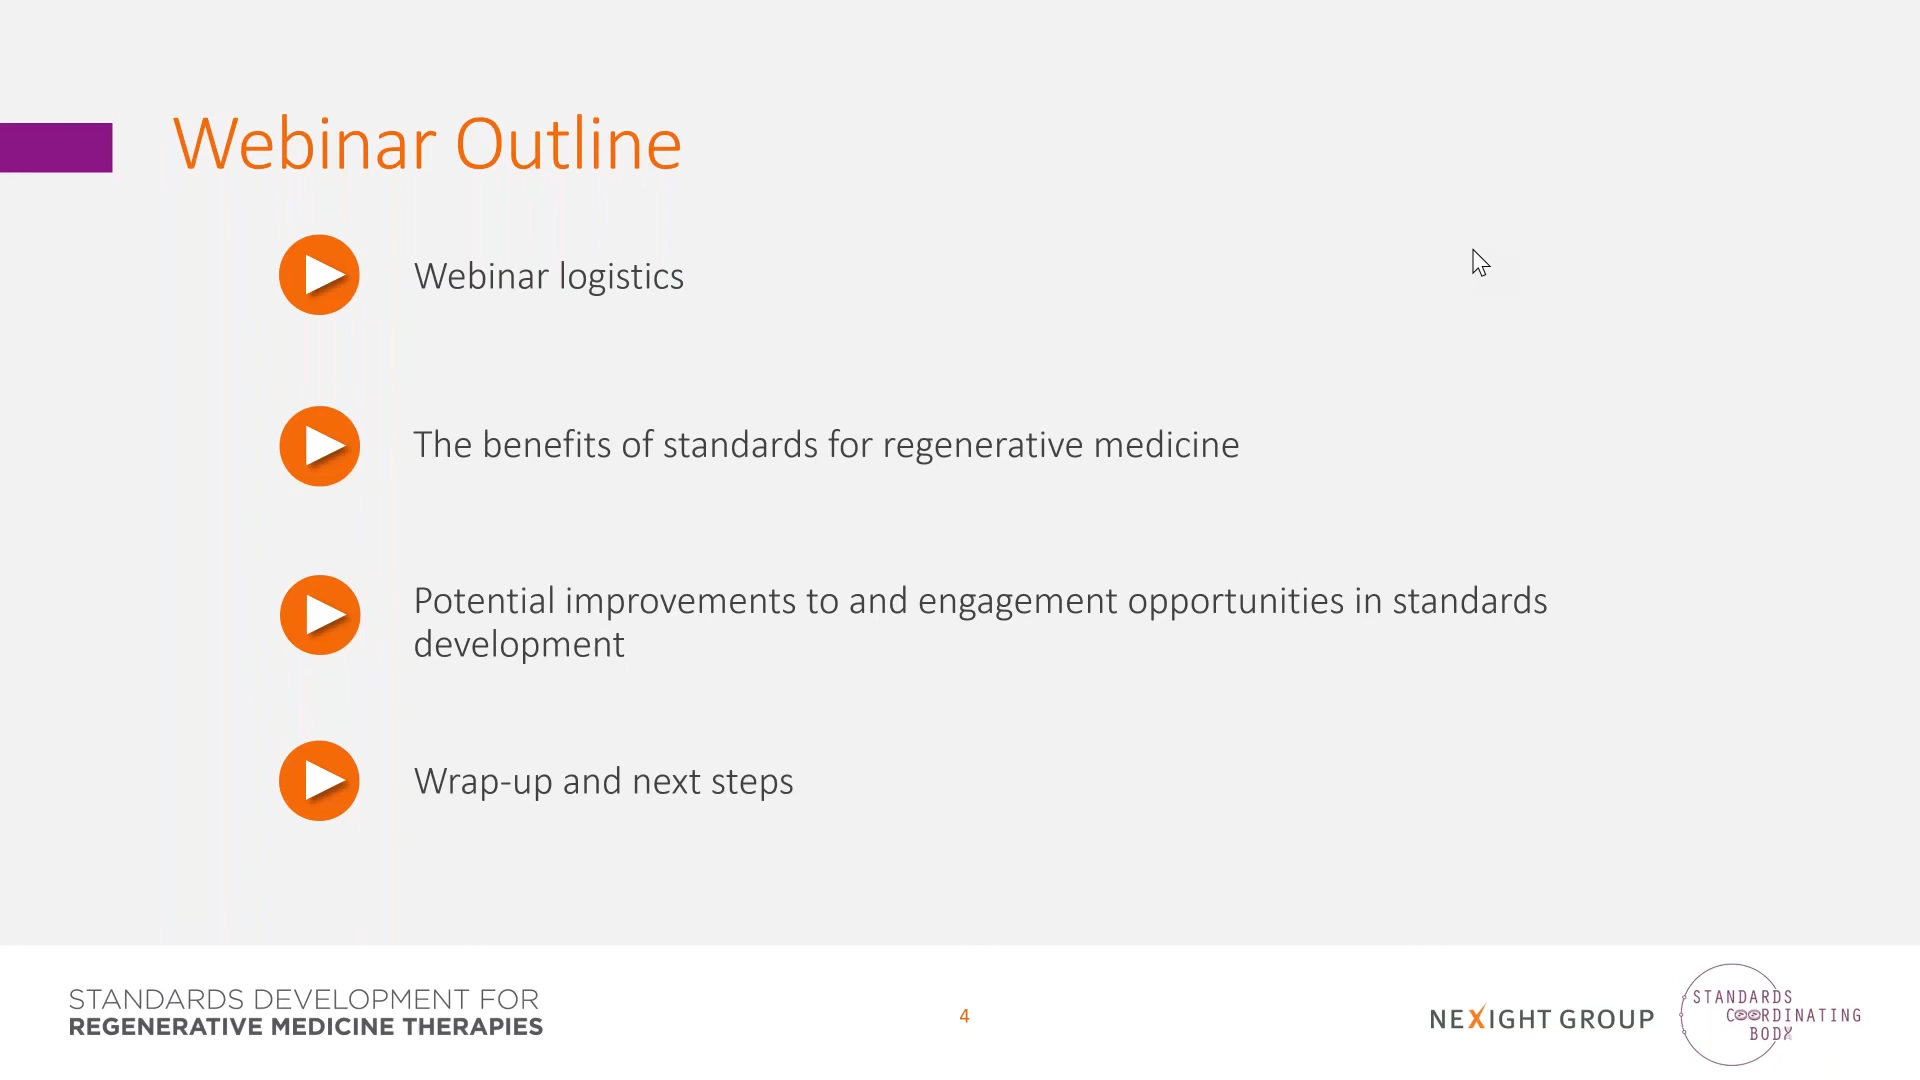 Webinar Outline
Webinar logistics
The benefits of standards for regenerative medicine
Potential improvements to and engagement opportunities in standards
development
Wrap-up and next steps
STANDARDS DEVELOPMENT FOR
REGENERATIVE MEDICINE THERAPIES
4
NEXIGHT GROUP
STANDARDS
COORDINATING
BODY